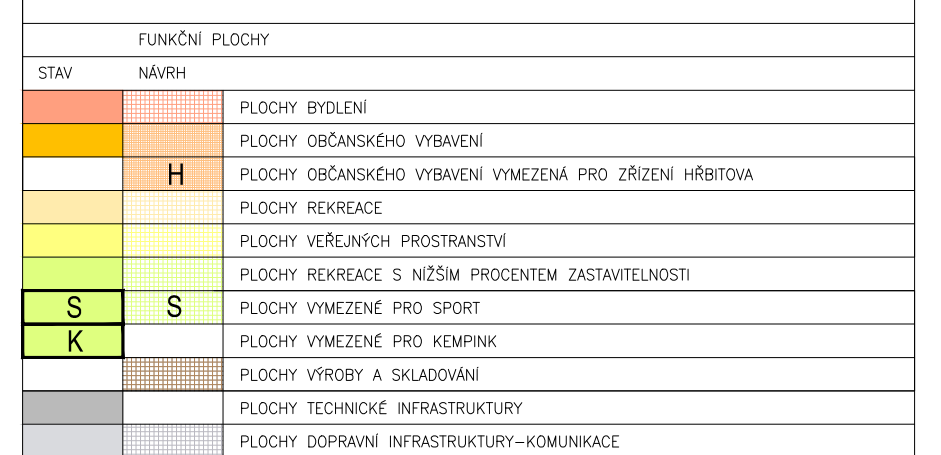 FUNKČNÍ PLOCHY
STAV NÁVRH
PLOCHY BYDLENÍ
PLOCHY OBČANSKÉHO VYBAVENÍ
H PLOCHY OBČANSKÉHO VYBAVENÍ VYMEZENÁ PRO ZŘÍZENÍ HŘBITOVA
PLOCHY REKREACE
PLOCHY VEŘEJNÝCH PROSTRANSTVÍ
PLOCHY REKREACE S NÍŽŠÍM PROCENTEM ZASTAVITELNOSTI
S S PLOCHY VYMEZENÉ PRO SPORT
K PLOCHY VYMEZENÉ PRO KEMPINK
PLOCHY VÝROBY A SKLADOVÁNÍ
PLOCHY TECHNICKÉ INFRASTRUKTURY
PLOCHY DOPRAVNÍ INFRASTRUKTURY–KOMUNIKACE